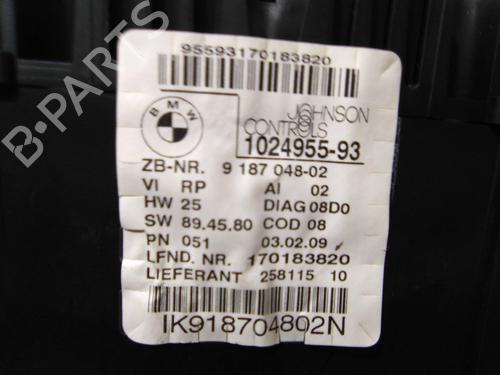 95593170183820
BMW
JOHNSON
CONTROLS
1024955-93
ZB-NR. 9 187 048-02
VI RP AI 02
HW 25 DIAG 08D0
SW 89.45.80 COD 08
PN 051 03.02.09
LFND. NR. 170183820
LIEFERANT 258115 10
IK918704802N
B-PARTS
B-PARTS